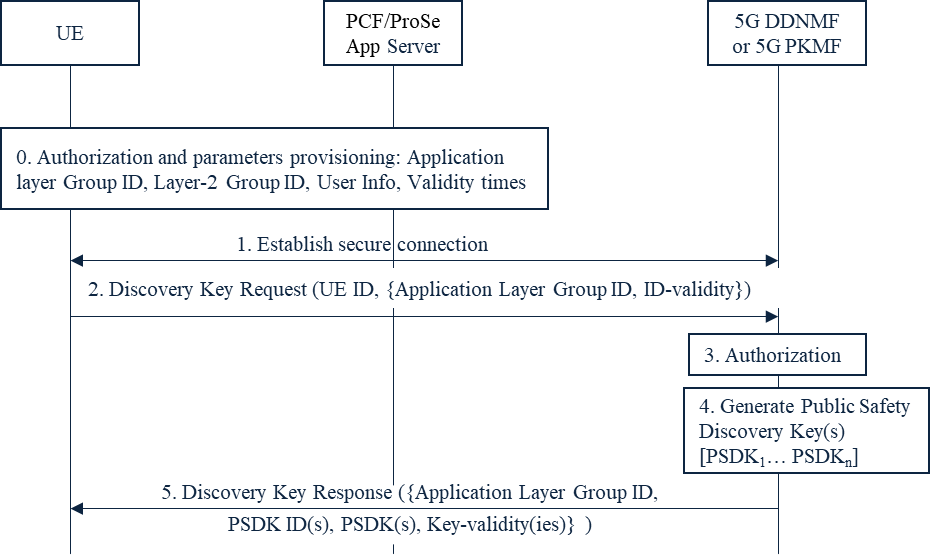 UE
PCF/ProSe
App Server
5G DDNMF
or 5G PKMF
0. Authorization and parameters provisioning: Application
layer Group ID, Layer-2 Group ID, User Info, Validity times
1. Establish secure connection
2. Discovery Key Request (UE ID, {Application Layer Group ID, ID-validity})
3. Authorization
4. Generate Public Safety
Discovery Key(s)
[PSDK₁… PSDKₙ]
5. Discovery Key Response ({Application Layer Group ID,
PSDK ID(s), PSDK(s), Key-validity(ies)} )